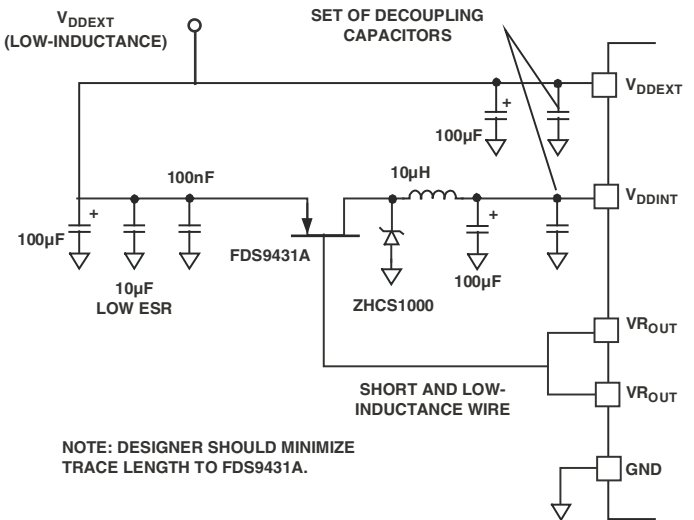 VDDEXT
(LOW-INDUCTANCE)
SET OF DECOUPLING
CAPACITORS
VDDEXT
+
100µF
100nF
10µH
VDDINT
+
100µF
+
100µF
FDS9431A
10µF
LOW ESR
ZHCS1000
VROUT
SHORT AND LOW-
INDUCTANCE WIRE
VROUT
NOTE: DESIGNER SHOULD MINIMIZE
TRACE LENGTH TO FDS9431A.
GND